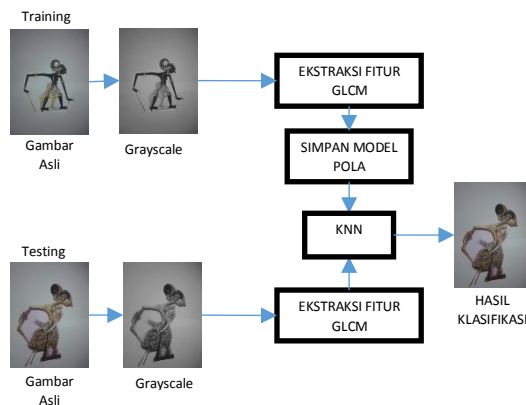 Training
Gambar
Asli
Grayscale
EKSTRAKSI FITUR
GLCM
SIMPAN MODEL
POLA
KNN
HASIL
KLASIFIKASI
Testing
Gambar
Asli
Grayscale
EKSTRAKSI FITUR
GLCM